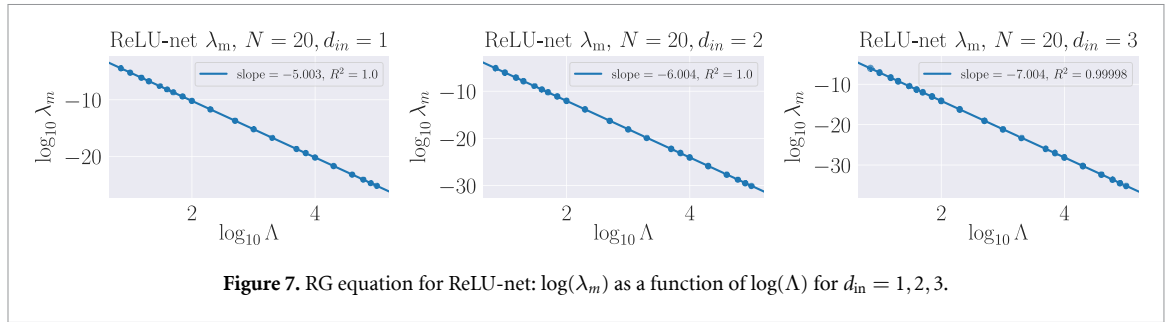 ReLU-net λm, N = 20, din = 1
slope = −5.003, R² = 1.0
log10 λm
−10
−20
2
4
log10 Λ
ReLU-net λm, N = 20, din = 2
slope = −6.004, R² = 1.0
log10 λm
−10
−20
−30
2
4
log10 Λ
ReLU-net λm, N = 20, din = 3
slope = −7.004, R² = 0.99998
log10 λm
−10
−20
−30
2
4
log10 Λ
Figure 7. RG equation for ReLU-net: log(λm) as a function of log(Λ) for din = 1,2,3.